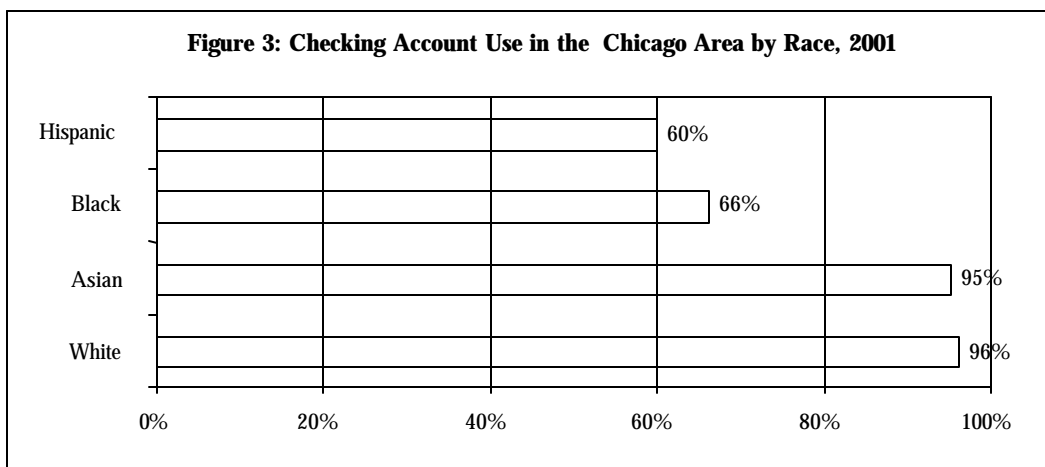 Figure 3: Checking Account Use in the Chicago Area by Race, 2001
Hispanic
60%
Black
66%
Asian
95%
White
96%
0%
20%
40%
60%
80%
100%